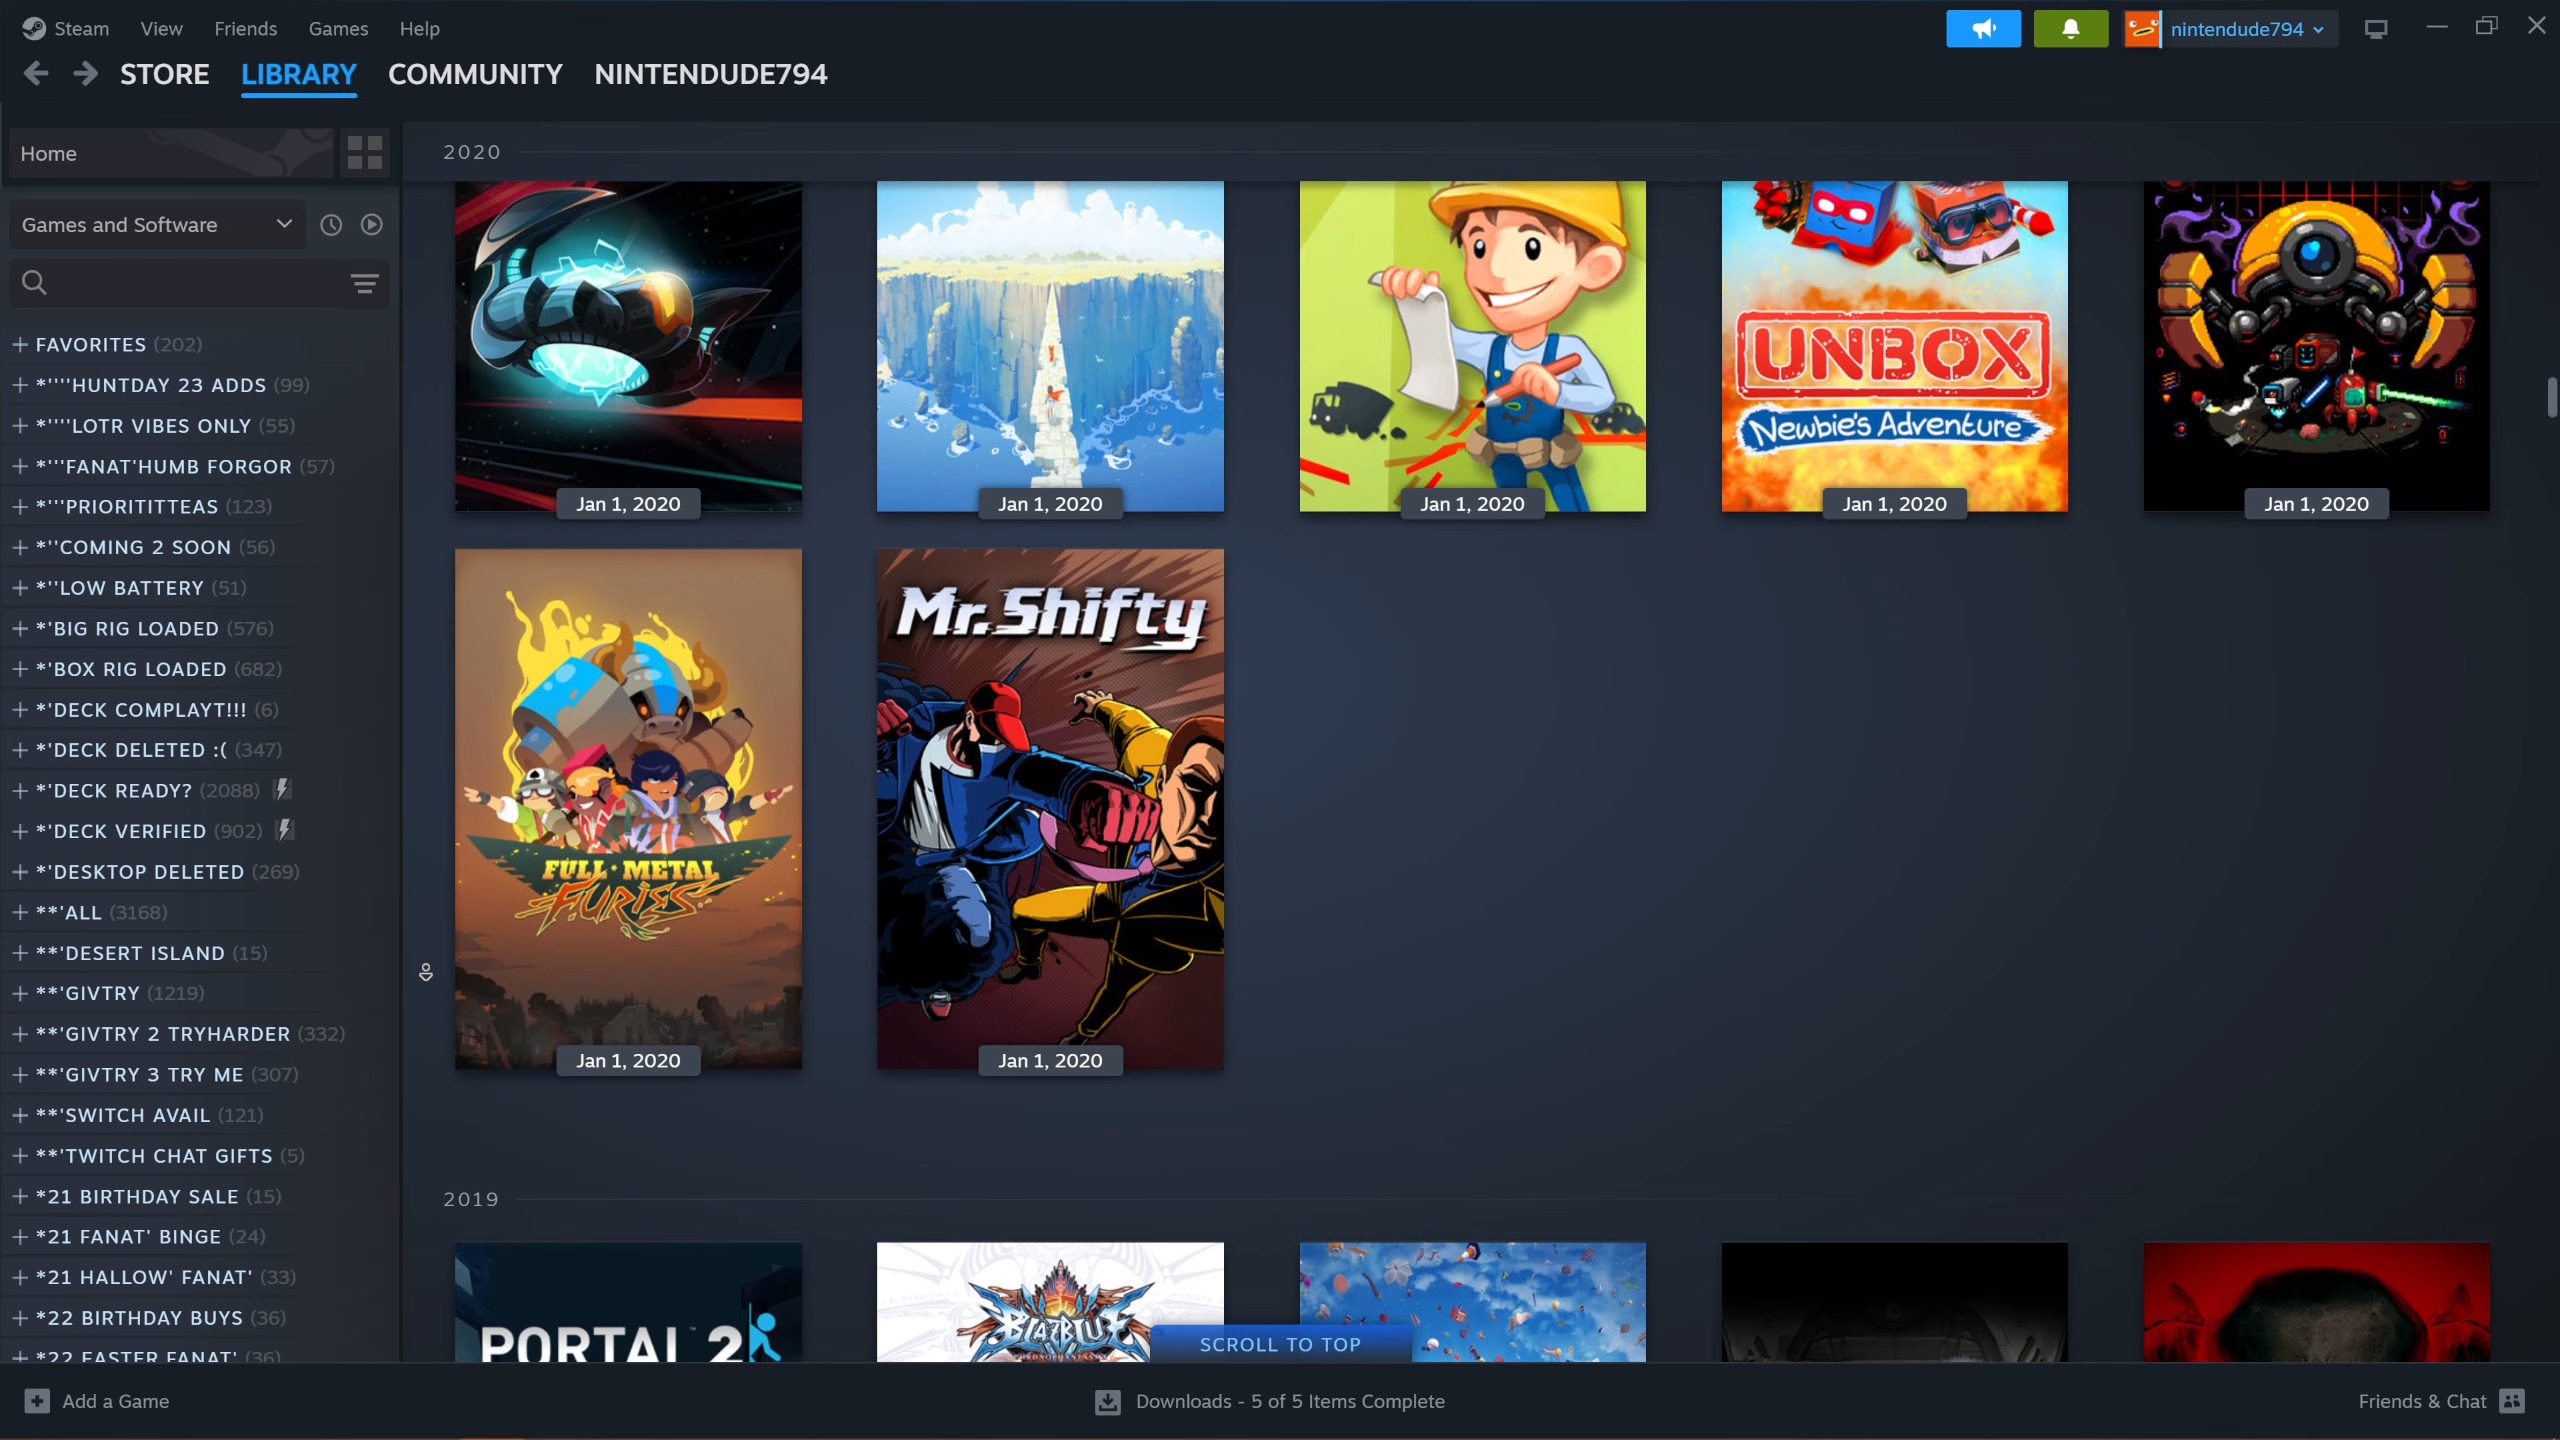 Steam View Friends Games Help
nintendude794
STORE LIBRARY COMMUNITY NINTENDUDE794
Home
Games and Software
FAVORITES (202)
*''''HUNTDAY 23 ADDS (99)
*''''LOTR VIBES ONLY (55)
*'''FANAT'HUMB FORGOR (57)
*'''PRIORITITTEAS (123)
*''COMING 2 SOON (56)
*''LOW BATTERY (51)
*'BIG RIG LOADED (576)
*'BOX RIG LOADED (682)
*'DECK COMPLAYT!!! (6)
*'DECK DELETED :( (347)
*'DECK READY? (2088)
*'DECK VERIFIED (902)
*'DESKTOP DELETED (269)
**'ALL (3168)
**'DESERT ISLAND (15)
**'GIVTRY (1219)
**'GIVTRY 2 TRYHARDER (332)
**'GIVTRY 3 TRY ME (307)
**'SWITCH AVAIL (121)
**'TWITCH CHAT GIFTS (5)
*21 BIRTHDAY SALE (15)
*21 FANAT' BINGE (24)
*21 HALLOW' FANAT' (33)
*22 BIRTHDAY BUYS (36)
*22 EASTER FANAT' (36)
2020
UNBOX
Newbie's Adventure
Jan 1, 2020
Jan 1, 2020
Jan 1, 2020
Jan 1, 2020
Jan 1, 2020
FULL METAL
FURIES
Mr. Shifty
Jan 1, 2020
Jan 1, 2020
2019
PORTAL 2
BLAZBLUE
SCROLL TO TOP
Add a Game
Downloads - 5 of 5 Items Complete
Friends & Chat